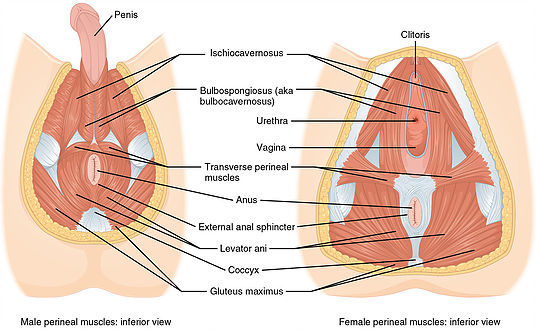 Penis
Clitoris
Ischiocavernosus
Bulbospongiosus (aka
bulbocavernosus)
Urethra
Vagina
Transverse perineal
muscles
Anus
External anal sphincter
Levator ani
Coccyx
Gluteus maximus
Male perineal muscles: inferior view
Female perineal muscles: inferior view